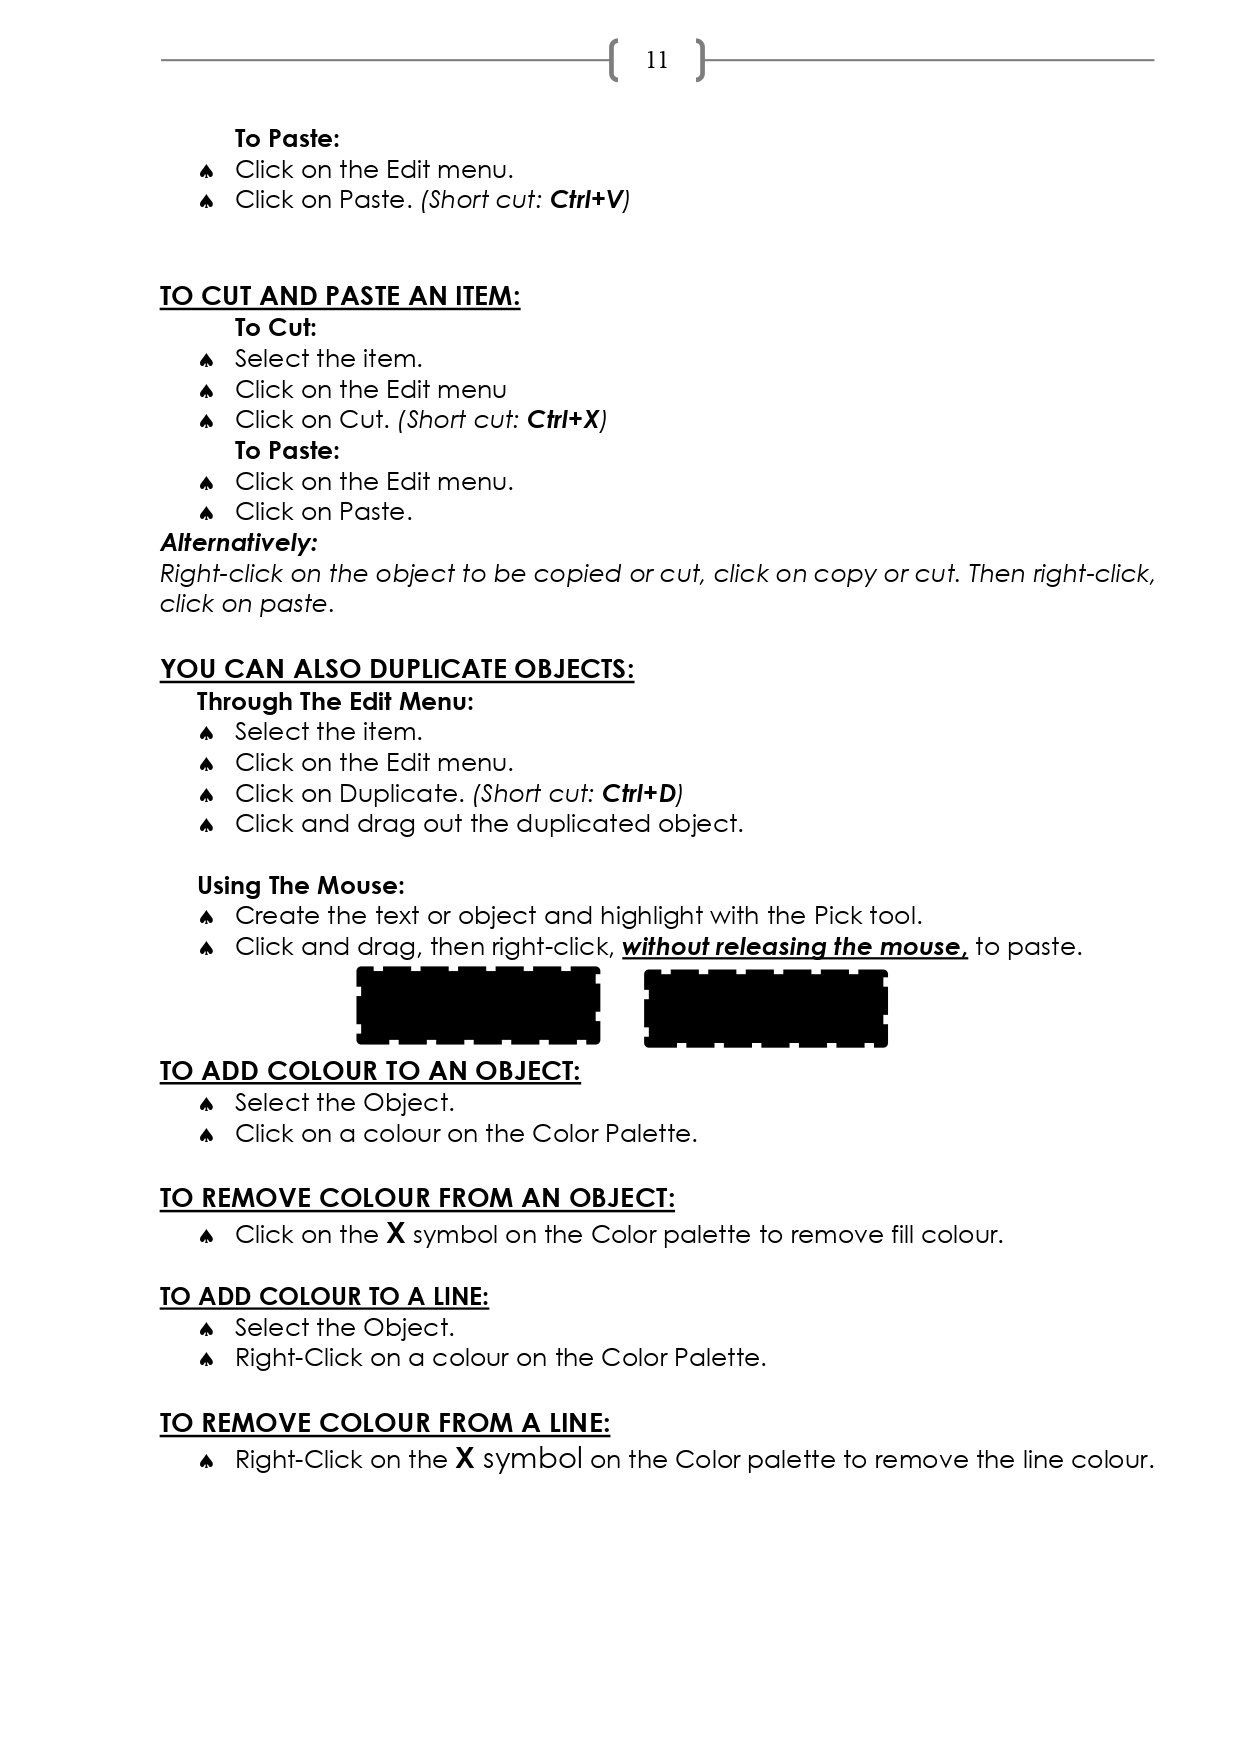 11
To Paste:
♠ Click on the Edit menu.
♠ Click on Paste. (Short cut: Ctrl+V)
TO CUT AND PASTE AN ITEM:
To Cut:
♠ Select the item.
♠ Click on the Edit menu
♠ Click on Cut. (Short cut: Ctrl+X)
To Paste:
♠ Click on the Edit menu.
♠ Click on Paste.
Alternatively:
Right-click on the object to be copied or cut, click on copy or cut. Then right-click,
click on paste.
YOU CAN ALSO DUPLICATE OBJECTS:
Through The Edit Menu:
♠ Select the item.
♠ Click on the Edit menu.
♠ Click on Duplicate. (Short cut: Ctrl+D)
♠ Click and drag out the duplicated object.
Using The Mouse:
♠ Create the text or object and highlight with the Pick tool.
♠ Click and drag, then right-click, without releasing the mouse, to paste.
TO ADD COLOUR TO AN OBJECT:
♠ Select the Object.
♠ Click on a colour on the Color Palette.
TO REMOVE COLOUR FROM AN OBJECT:
♠ Click on the X symbol on the Color palette to remove fill colour.
TO ADD COLOUR TO A LINE:
♠ Select the Object.
♠ Right-Click on a colour on the Color Palette.
TO REMOVE COLOUR FROM A LINE:
♠ Right-Click on the X symbol on the Color palette to remove the line colour.